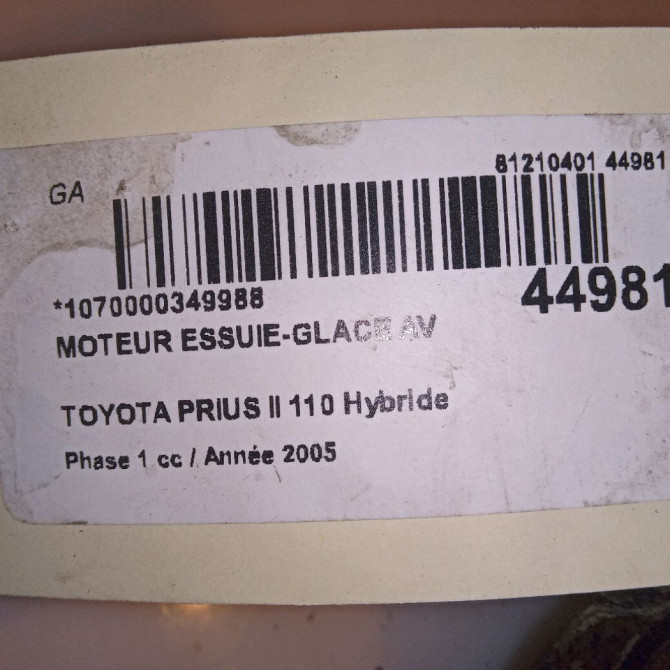 GA
81210401 44981
*1070000349988
44981
MOTEUR ESSUIE-GLACE AV
TOYOTA PRIUS II 110 Hybride
Phase 1 cc / Année 2005